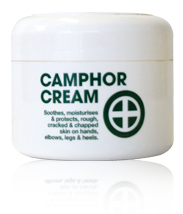 CAMPHOR
CREAM
Soothes, moisturises
& protects, rough,
cracked & chapped
skin on hands,
elbows, legs & heels.